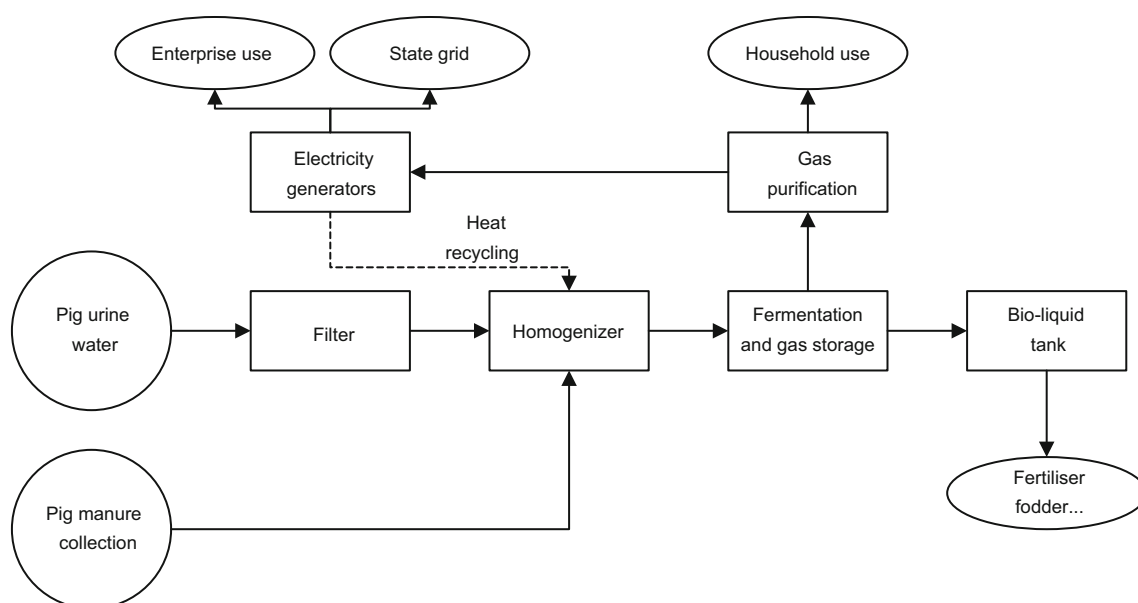 Enterprise use
State grid
Household use
Electricity
generators
Gas
purification
Heat
recycling
Pig urine
water
Filter
Homogenizer
Fermentation
and gas storage
Bio-liquid
tank
Pig manure
collection
Fertiliser
fodder...